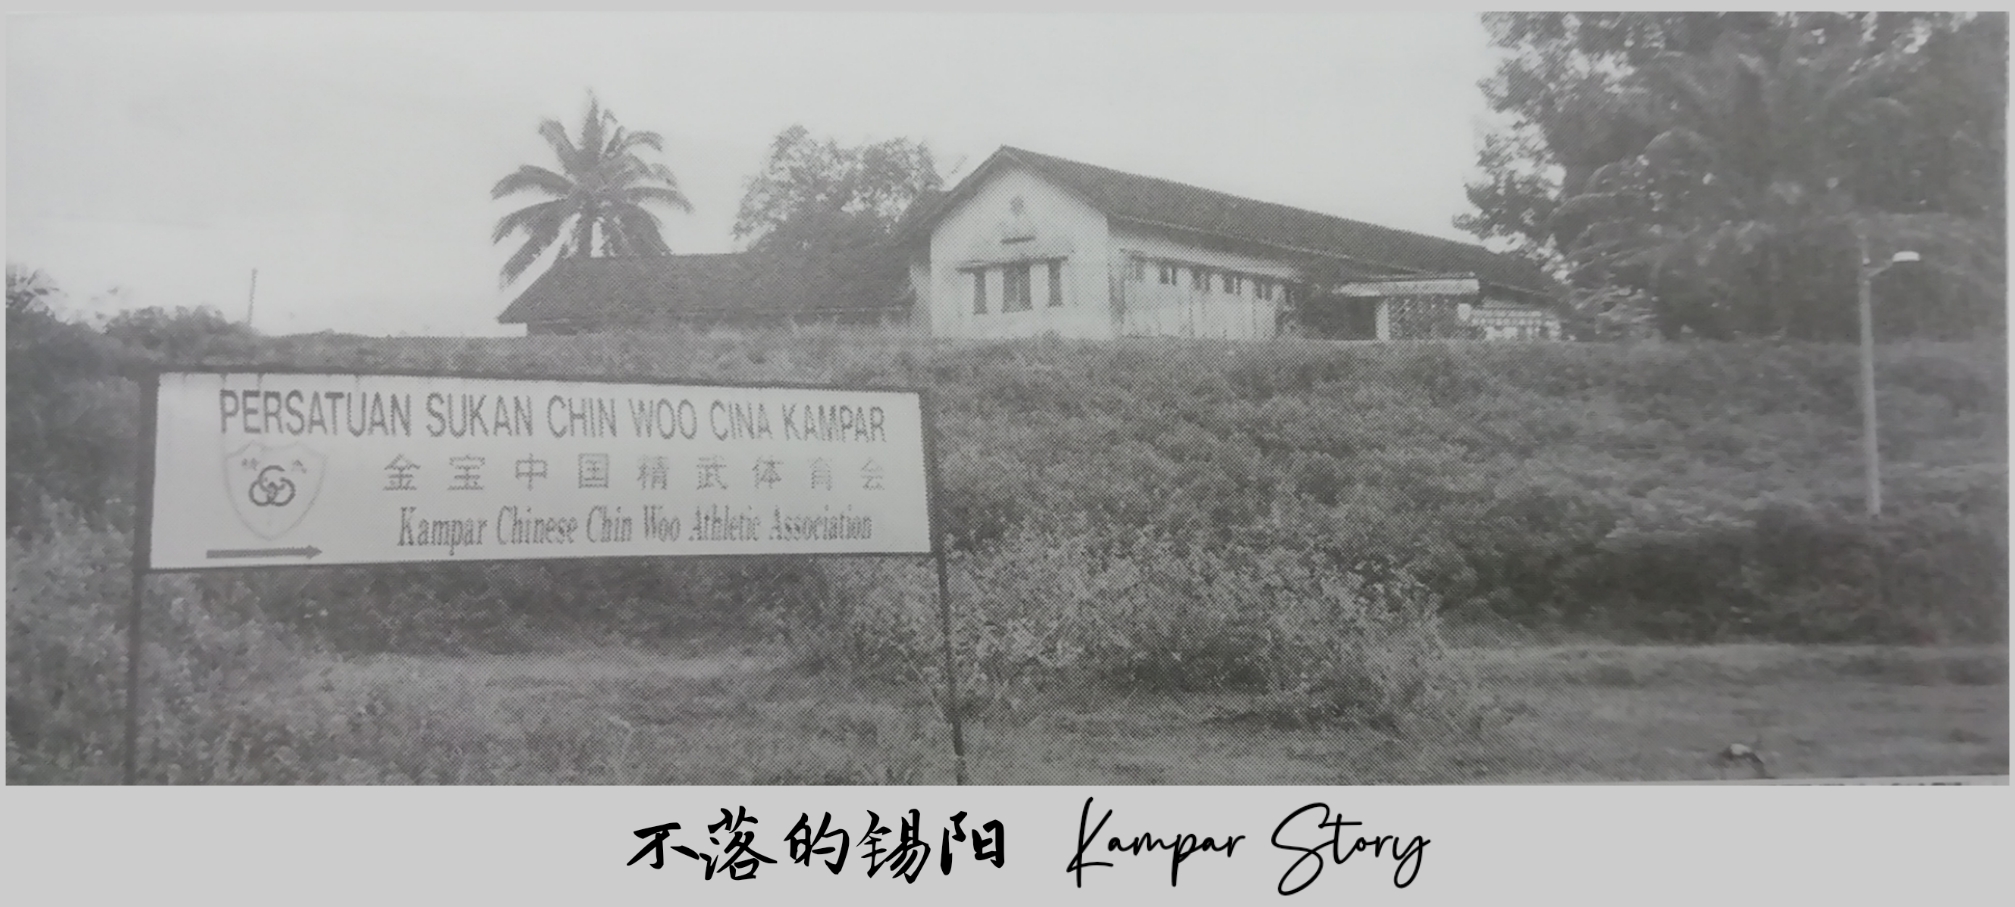 PERSATUAN SUKAN CHIN WOO CINA KAMPAR
金宝中国精武体育会
Kampar Chinese Chin Woo Athletic Association
不落的锡阳 Kampar Story